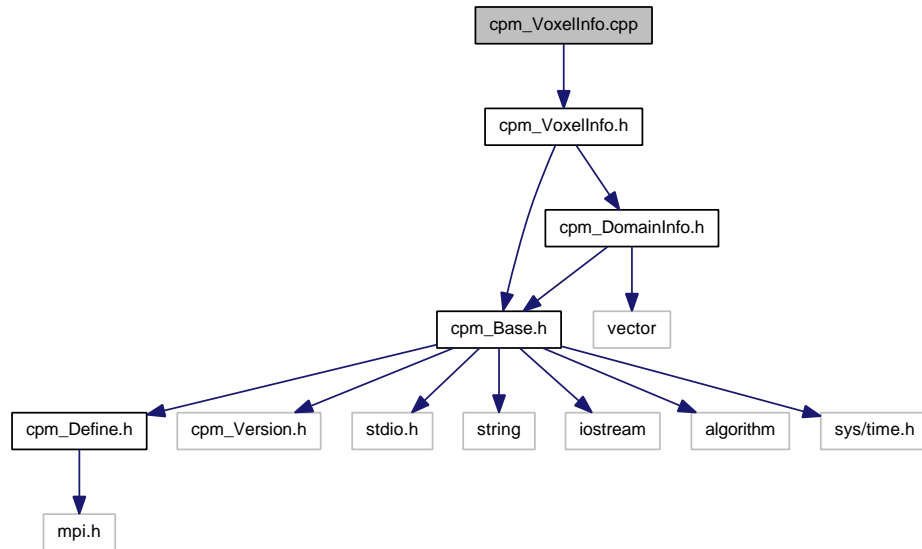 cpm_VoxelInfo.cpp
cpm_VoxelInfo.h
cpm_DomainInfo.h
cpm_Base.h
vector
cpm_Define.h
cpm_Version.h
stdio.h
string
iostream
algorithm
sys/time.h
mpi.h